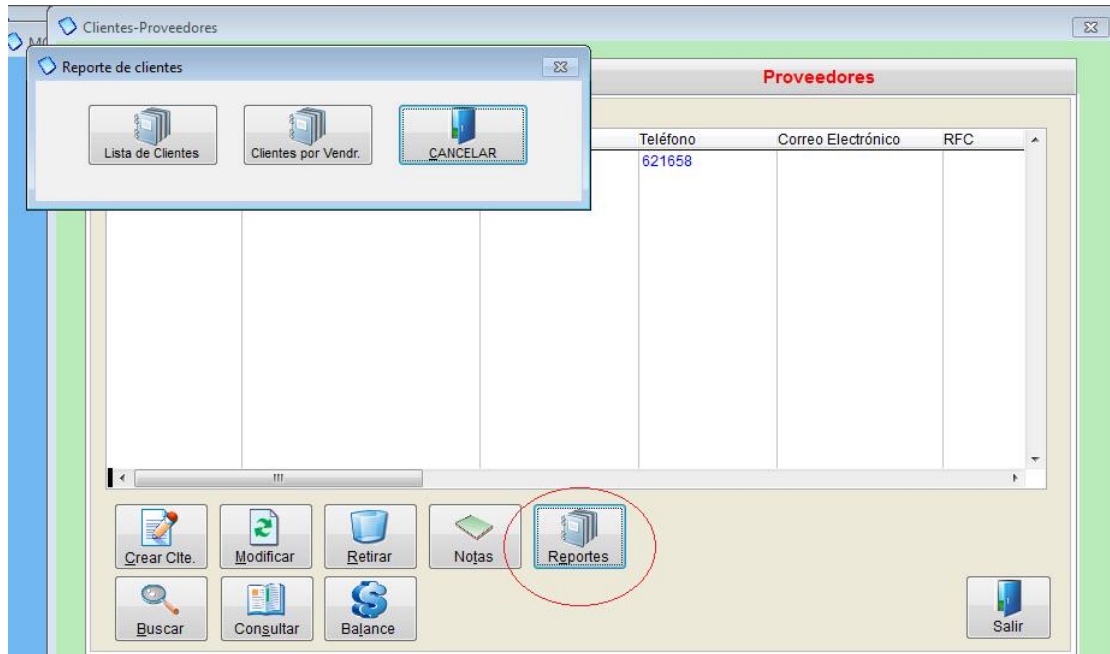 Clientes-Proveedores
Reporte de clientes
Lista de Clientes
Clientes por Vendr.
CANCELAR
Proveedores
Teléfono Correo Electrónico RFC
621658
Crear Clte.
Modificar
Retirar
Notas
Reportes
Buscar
Consultar
Balance
Salir